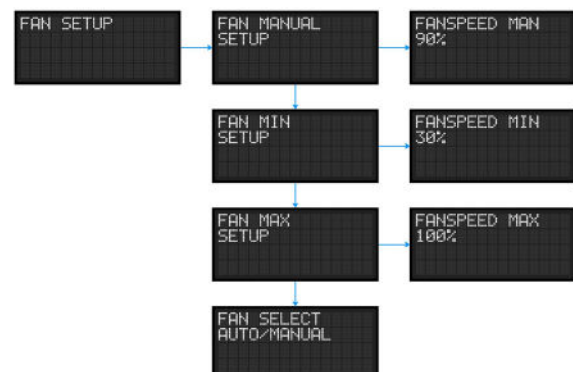 FAN SETUP
FAN MANUAL
SETUP
FANSPEED MAN
90%
FAN MIN
SETUP
FANSPEED MIN
30%
FAN MAX
SETUP
FANSPEED MAX
100%
FAN SELECT
AUTO/MANUAL